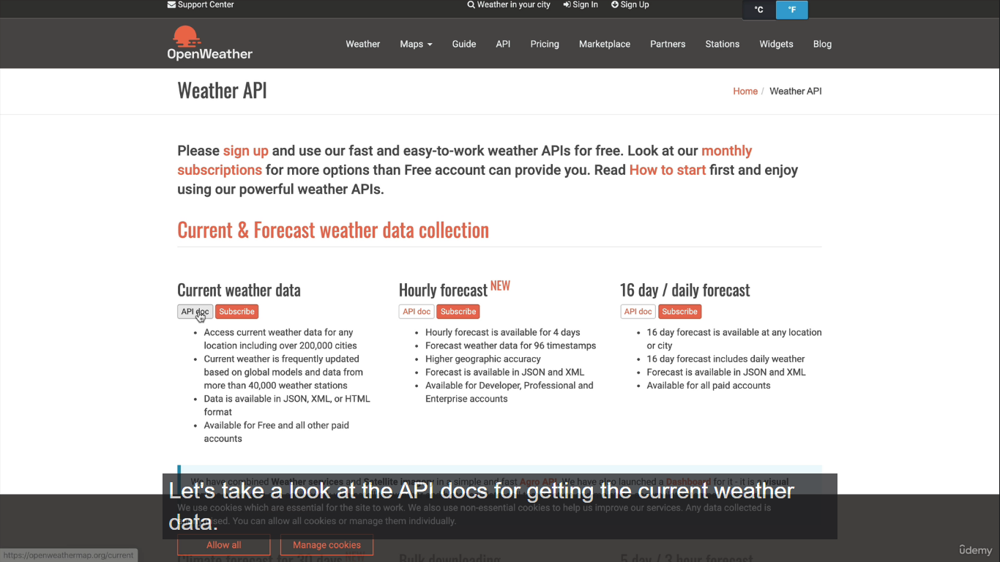 Support Center
Weather in your city
Sign In
Sign Up
°C
°F
OpenWeather
Weather
Maps
Guide
API
Pricing
Marketplace
Partners
Stations
Widgets
Blog
Weather API
Home / Weather API
Please sign up and use our fast and easy-to-work weather APIs for free. Look at our monthly
subscriptions for more options than Free account can provide you. Read How to start first and enjoy
using our powerful weather APIs.
Current & Forecast weather data collection
Current weather data
API doc
Subscribe
Access current weather data for any
location including over 200,000 cities
Current weather is frequently updated
based on global models and data from
more than 40,000 weather stations
Data is available in JSON, XML, or HTML
format
Available for Free and all other paid
accounts
Hourly forecast NEW
API doc
Subscribe
Hourly forecast is available for 4 days
Forecast weather data for 96 timestamps
Higher geographic accuracy
Forecast is available in JSON and XML
Available for Developer, Professional and
Enterprise accounts
16 day / daily forecast
API doc
Subscribe
16 day forecast is available at any location
or city
16 day forecast includes daily weather
Forecast is available in JSON and XML
Available for all paid accounts
We have combined Weather services and Satellite imagery in a simple and fast Agro API. We have also launched a Dashboard for it - it is a visual
Let's take a look at the API docs for getting the current weather
data.
We use cookies which are essential for the site to work. We also use non-essential cookies to help us improve our services. Any data collected is
You can allow all cookies or manage them individually.
Allow all
Manage cookies
Climate forecast for 30 days NEW
Bulk downloading
5 day / 3 hour forecast
https://openweathermap.org/current
ûdemy